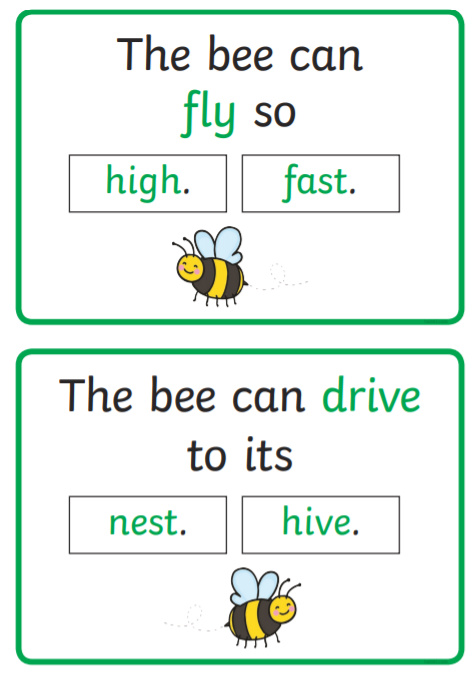 The bee can
fly so
high. fast.
The bee can drive
to its
nest. hive.